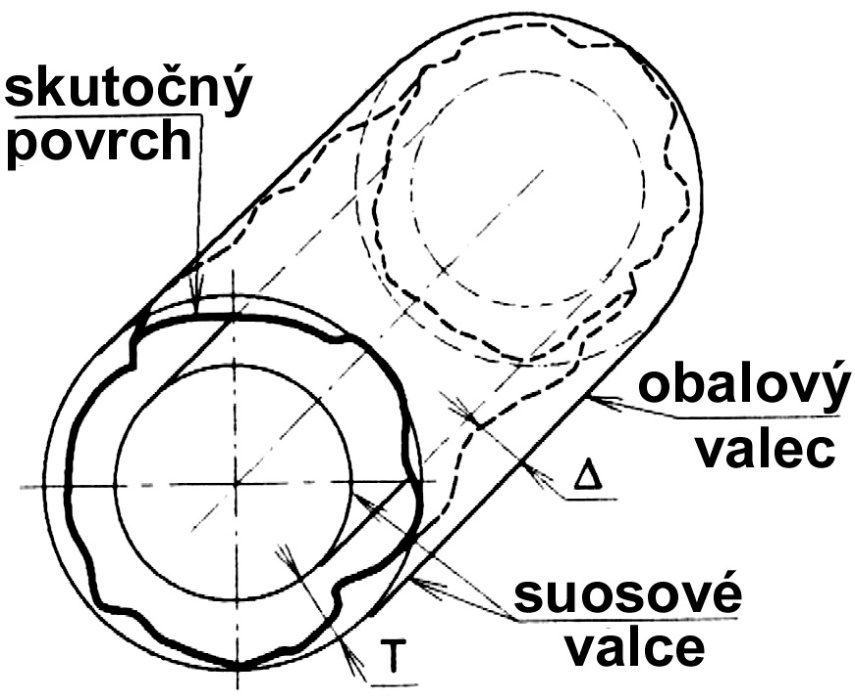 skutočný
povrch
obalový
valec
Δ
suosové
valce
T